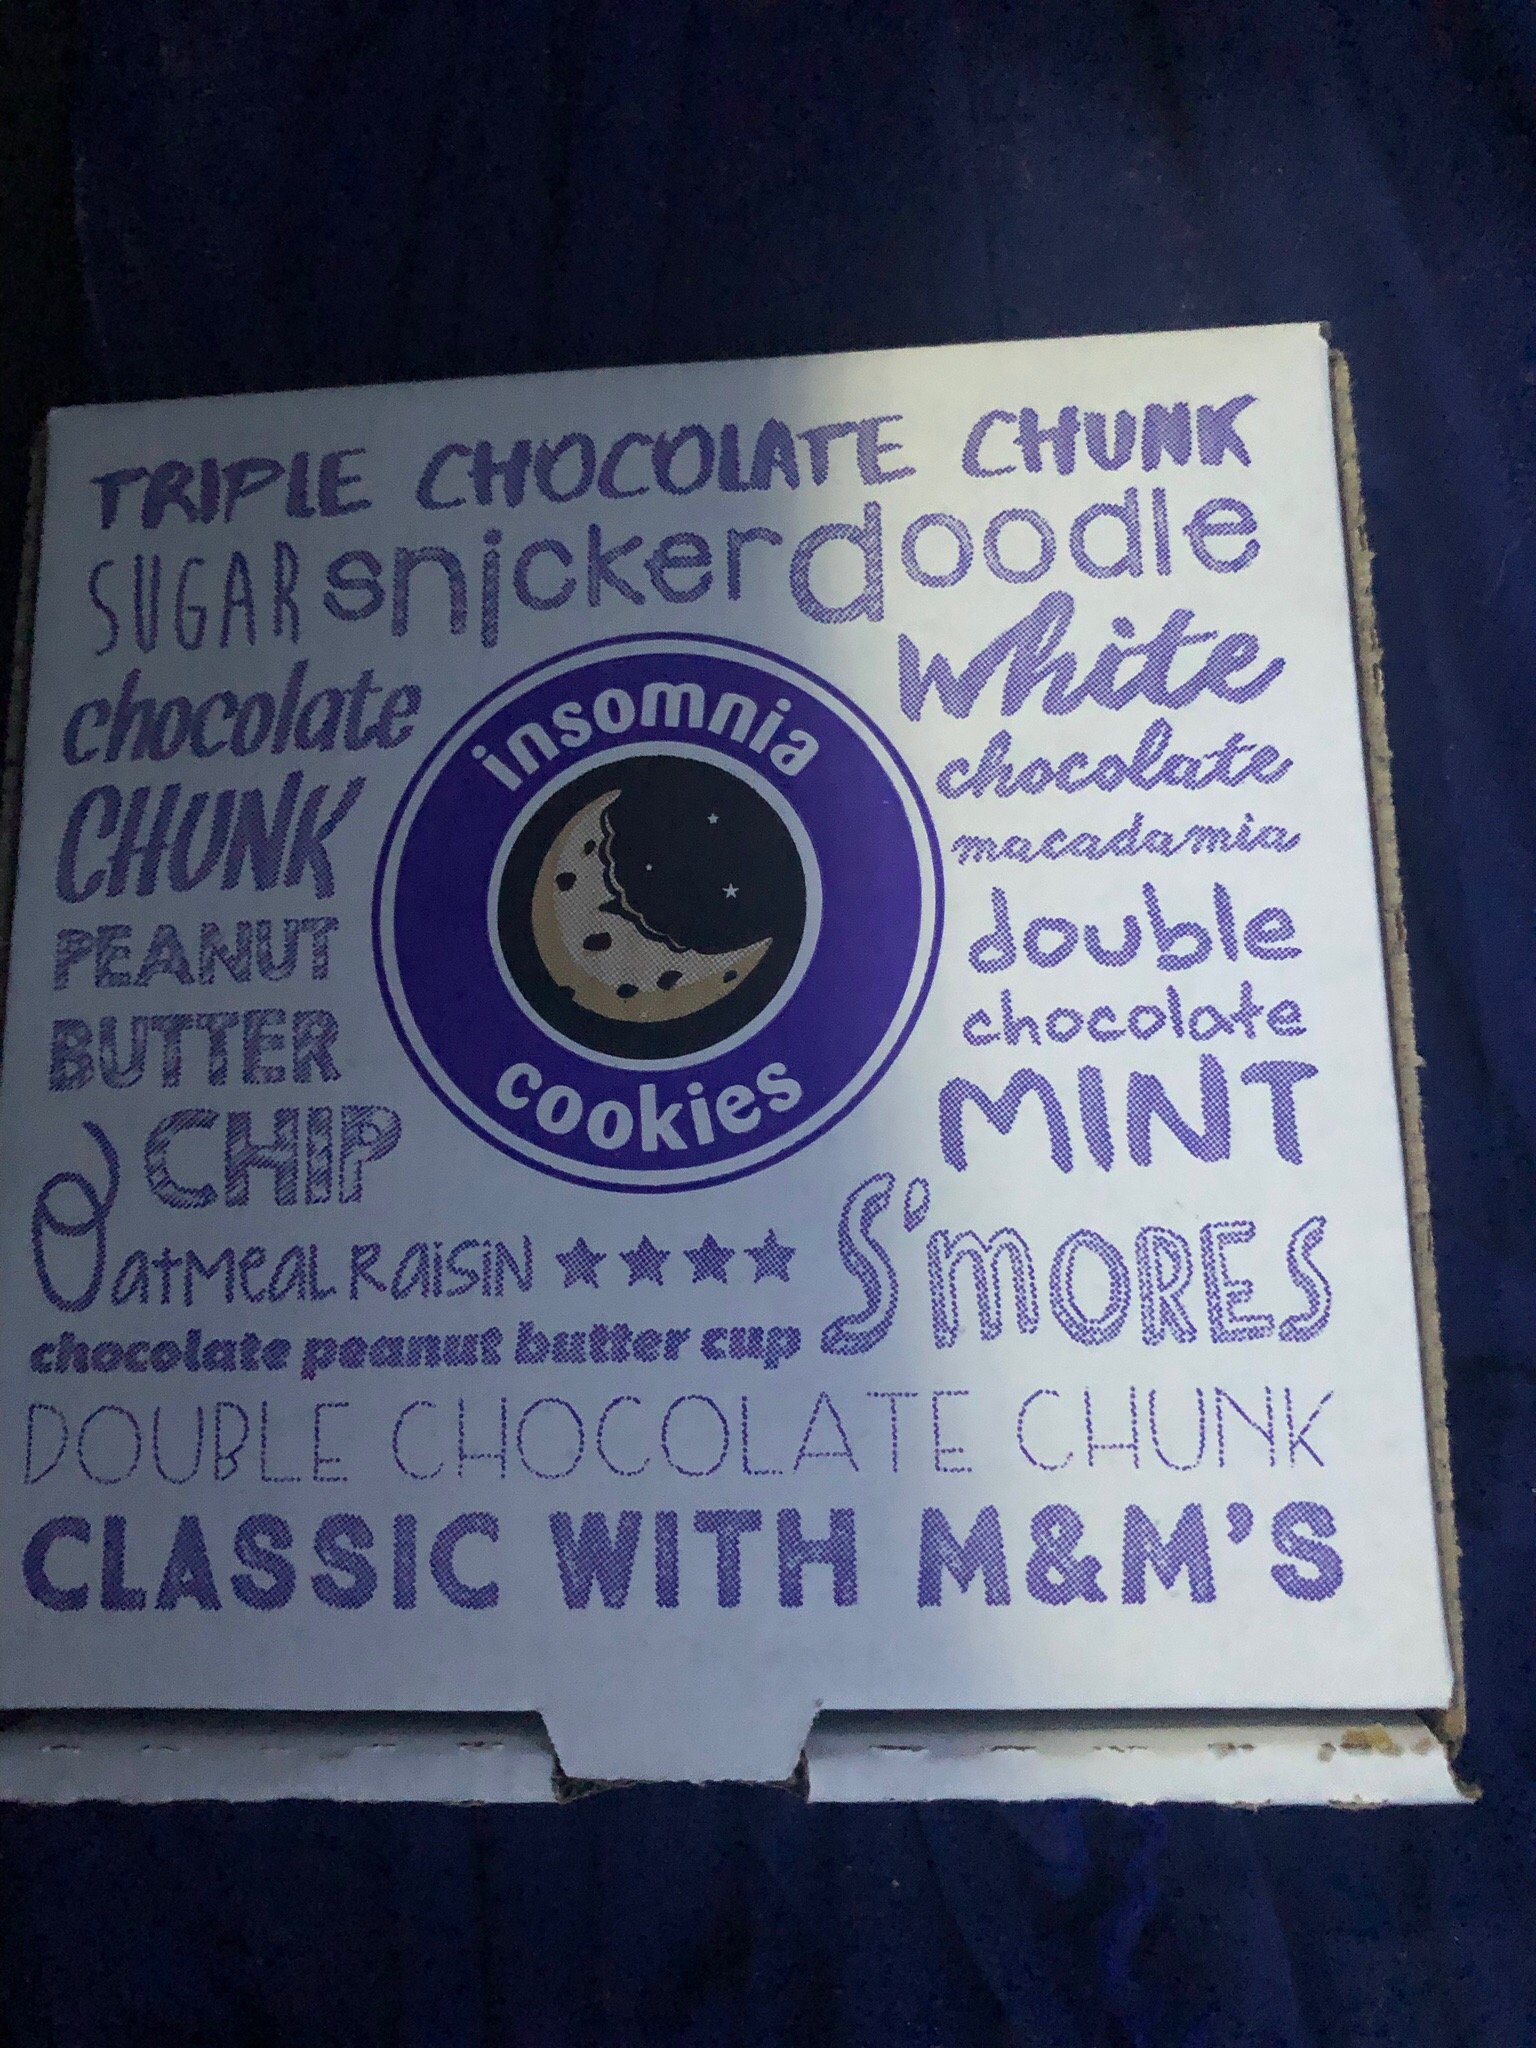 TRIPLE CHOCOLATE CHUNK
SUGAR snickerdoodle
chocolate
CHUNK
PEANUT
BUTTER
CHIP
insomnia
cookies
White
chocolate
macadamia
double
chocolate
MINT
Oatmeal Raisin
S'mores
chocolate peanut butter cup
DOUBLE CHOCOLATE CHUNK
CLASSIC WITH M&M'S